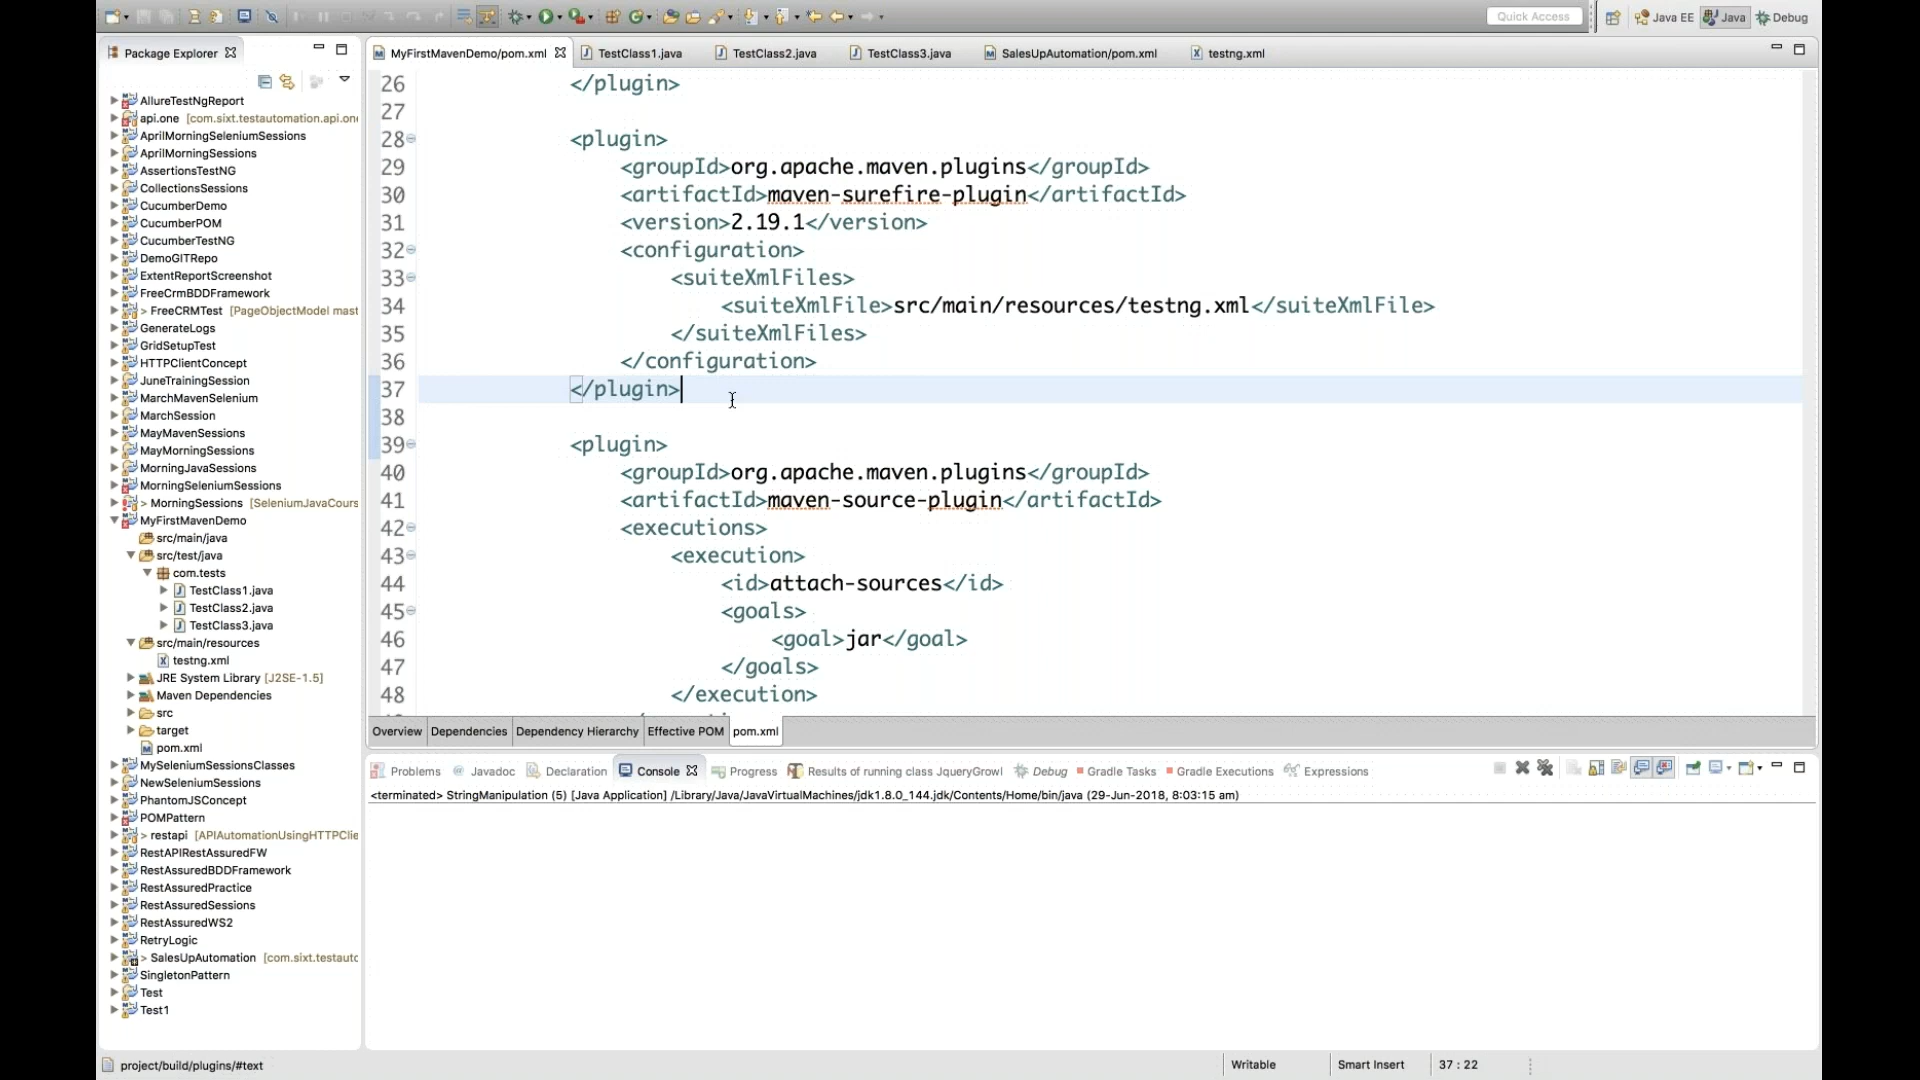 Quick Access
Java EE
Java
Debug
Package Explorer
MyFirstMavenDemo/pom.xml
TestClass1.java
TestClass2.java
TestClass3.java
SalesUpAutomation/pom.xml
testng.xml
AllureTestNgReport
api.one [com.sixt.testautomation.api.one
AprilMorningSeleniumSessions
AprilMorningSessions
AssertionsTestNG
CollectionsSessions
CucumberDemo
CucumberPOM
CucumberTestNG
DemoGITRepo
ExtentReportScreenshot
FreeCrmBDDFramework
> FreeCRMTest [PageObjectModel mast
GenerateLogs
GridSetupTest
HTTPClientConcept
JuneTrainingSession
MarchMavenSelenium
MarchSession
MayMavenSessions
MayMorningSessions
MorningJavaSessions
MorningSeleniumSessions
> MorningSessions [SeleniumJavaCours
MyFirstMavenDemo
src/main/java
src/test/java
com.tests
TestClass1.java
TestClass2.java
TestClass3.java
src/main/resources
testng.xml
JRE System Library [J2SE-1.5]
Maven Dependencies
src
target
pom.xml
MySeleniumSessionsClasses
NewSeleniumSessions
PhantomJSConcept
POMPattern
> restapi [APIAutomationUsingHTTPClie
RestAPIRestAssuredFW
RestAssuredBDDFramework
RestAssuredPractice
RestAssuredSessions
RestAssuredWS2
RetryLogic
> SalesUpAutomation [com.sixt.testautc
SingletonPattern
Test
Test1
26 </plugin>
27
28 <plugin>
29 <groupId>org.apache.maven.plugins</groupId>
30 <artifactId>maven-surefire-plugin</artifactId>
31 <version>2.19.1</version>
32 <configuration>
33 <suiteXmlFiles>
34 <suiteXmlFile>src/main/resources/testng.xml</suiteXmlFile>
35 </suiteXmlFiles>
36 </configuration>
37 </plugin>
38
39 <plugin>
40 <groupId>org.apache.maven.plugins</groupId>
41 <artifactId>maven-source-plugin</artifactId>
42 <executions>
43 <execution>
44 <id>attach-sources</id>
45 <goals>
46 <goal>jar</goal>
47 </goals>
48 </execution>
Overview
Dependencies
Dependency Hierarchy
Effective POM
pom.xml
Problems
Javadoc
Declaration
Console
Progress
Results of running class JqueryGrowl
Debug
Gradle Tasks
Gradle Executions
Expressions
<terminated> StringManipulation (5) [Java Application] /Library/Java/JavaVirtualMachines/jdk1.8.0_144.jdk/Contents/Home/bin/java (29-Jun-2018, 8:03:15 am)
project/build/plugins/#text
Writable
Smart Insert
37 : 22